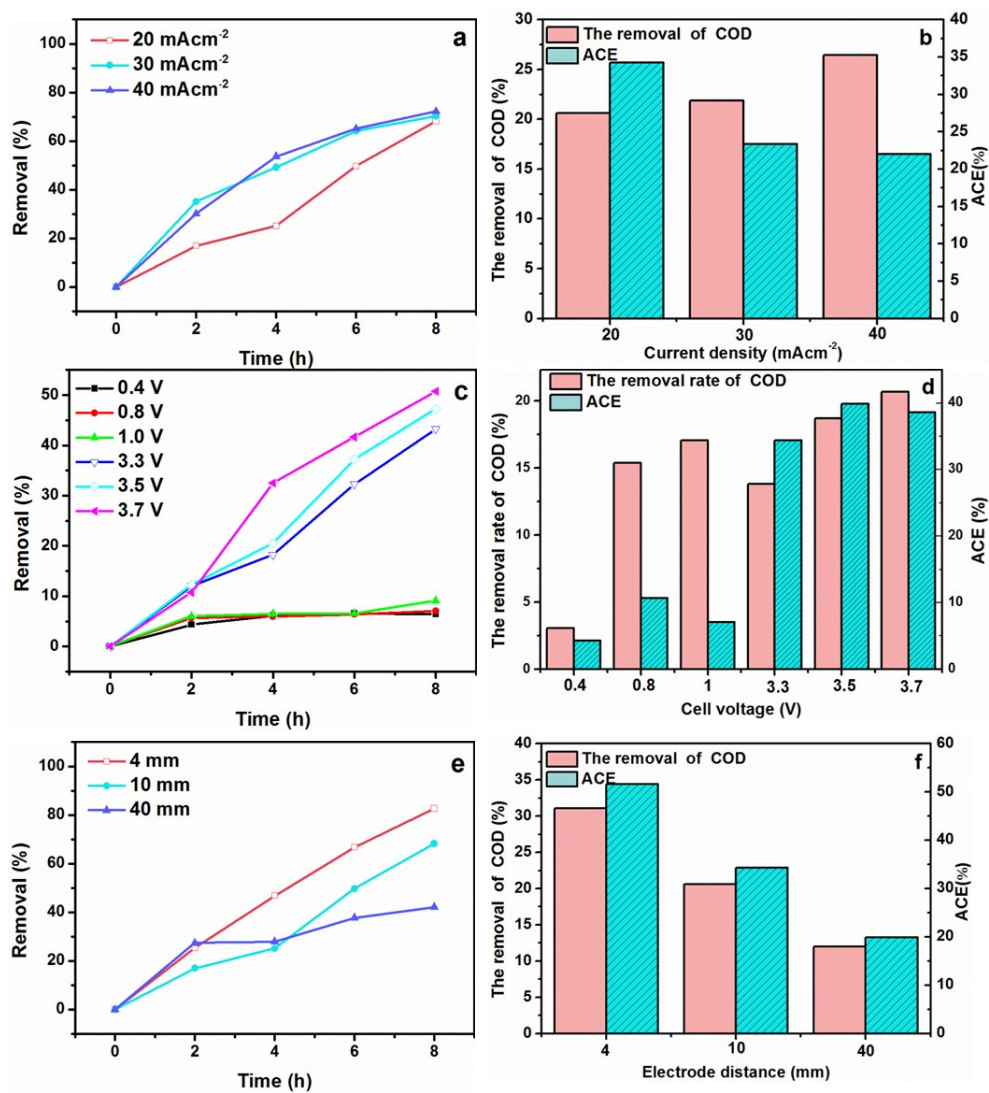 a
20 mAcm-2
30 mAcm-2
40 mAcm-2
100
80
60
40
20
0
Removal (%)
0 2 4 6 8
Time (h)
b
The removal of COD
ACE
30
25
20
15
10
5
0
The removal of COD (%)
40
35
30
25
20
15
10
5
0
ACE(%)
20 30 40
Current density (mAcm-2)
c
0.4 V
0.8 V
1.0 V
3.3 V
3.5 V
3.7 V
50
40
30
20
10
0
Removal (%)
0 2 4 6 8
Time (h)
d
The removal rate of COD
ACE
20
15
10
5
0
The removal rate of COD (%)
40
30
20
10
0
ACE (%)
0.4 0.8 1 3.3 3.5 3.7
Cell voltage (V)
e
4 mm
10 mm
40 mm
100
80
60
40
20
0
Removal (%)
0 2 4 6 8
Time (h)
f
The removal of COD
ACE
40
35
30
25
20
15
10
5
0
The removal of COD (%)
60
50
40
30
20
10
0
ACE(%)
4 10 40
Electrode distance (mm)